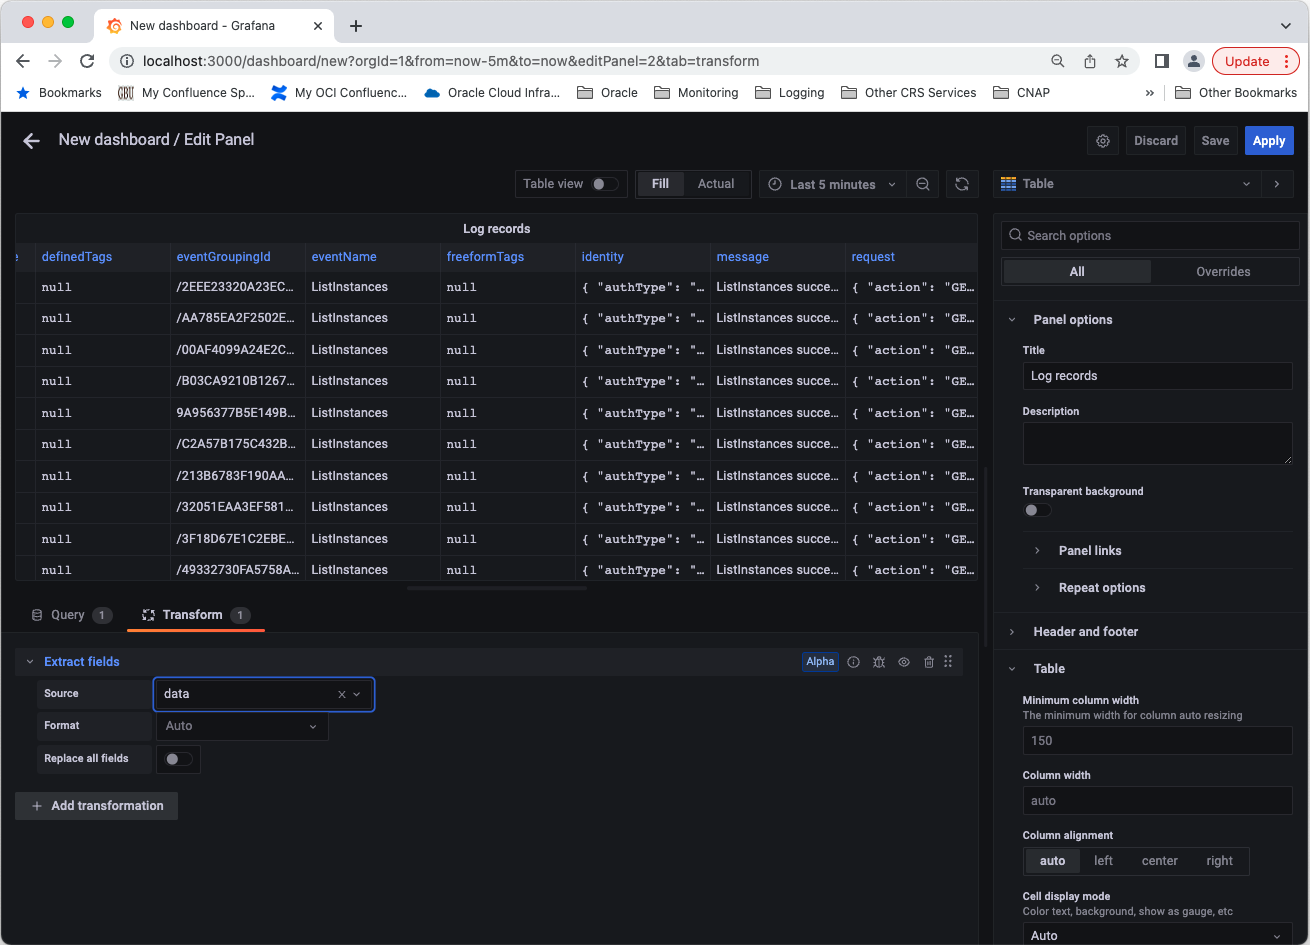 New dashboard - Grafana
localhost:3000/dashboard/new?orgId=1&from=now-5m&to=now&editPanel=2&tab=transform
Update
Bookmarks
My Confluence Sp...
My OCI Confluenc...
Oracle Cloud Infra...
Oracle
Monitoring
Logging
Other CRS Services
CNAP
»
Other Bookmarks
New dashboard / Edit Panel
Discard
Save
Apply
Table view
Fill
Actual
Last 5 minutes
Table
Log records
e definedTags eventGroupingId eventName freeformTags identity message request
null /2EEE23320A23EC... ListInstances null { "authType": "... ListInstances succe... { "action": "GE...
null /AA785EA2F2502E... ListInstances null { "authType": "... ListInstances succe... { "action": "GE...
null /00AF4099A24E2C... ListInstances null { "authType": "... ListInstances succe... { "action": "GE...
null /B03CA9210B1267... ListInstances null { "authType": "... ListInstances succe... { "action": "GE...
null 9A956377B5E149B... ListInstances null { "authType": "... ListInstances succe... { "action": "GE...
null /C2A57B175C432B... ListInstances null { "authType": "... ListInstances succe... { "action": "GE...
null /213B6783F190AA... ListInstances null { "authType": "... ListInstances succe... { "action": "GE...
null /32051EAA3EF581... ListInstances null { "authType": "... ListInstances succe... { "action": "GE...
null /3F18D67E1C2EBE... ListInstances null { "authType": "... ListInstances succe... { "action": "GE...
null /49332730FA5758A... ListInstances null { "authType": "... ListInstances succe... { "action": "GE...
Query 1
Transform 1
Extract fields
Alpha
Source
data
Format
Auto
Replace all fields
Add transformation
Search options
All
Overrides
Panel options
Title
Log records
Description
Transparent background
Panel links
Repeat options
Header and footer
Table
Minimum column width
The minimum width for column auto resizing
150
Column width
auto
Column alignment
auto left center right
Cell display mode
Color text, background, show as gauge, etc
Auto